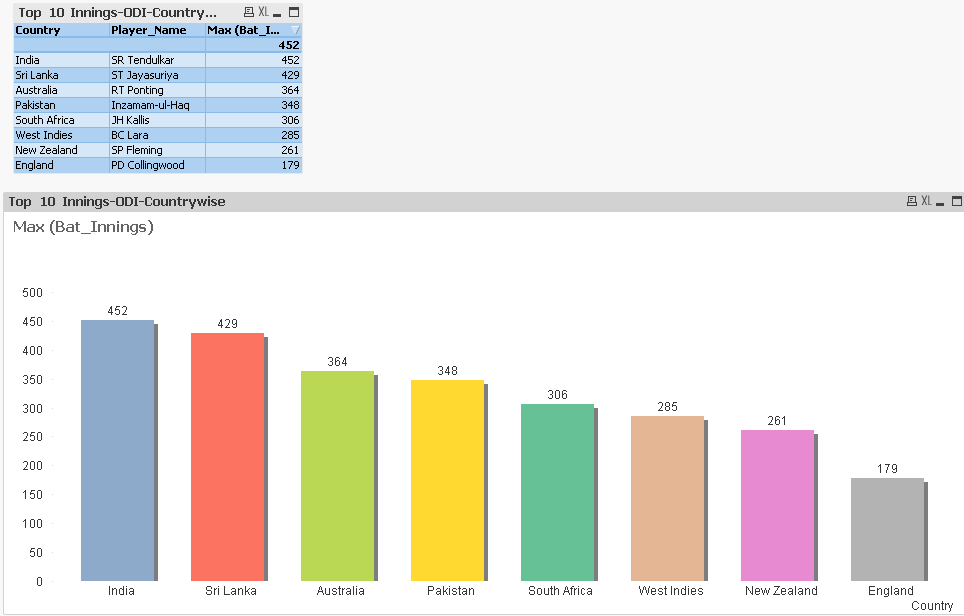 Top 10 Innings-ODI-Country... XL
Country Player_Name Max (Bat_I...
452
India SR Tendulkar 452
Sri Lanka ST Jayasuriya 429
Australia RT Ponting 364
Pakistan Inzamam-ul-Haq 348
South Africa JH Kallis 306
West Indies BC Lara 285
New Zealand SP Fleming 261
England PD Collingwood 179
Top 10 Innings-ODI-Countrywise XL
Max (Bat_Innings)
500
450
400
350
300
250
200
150
100
50
0
452
429
364
348
306
285
261
179
India Sri Lanka Australia Pakistan South Africa West Indies New Zealand England
Country